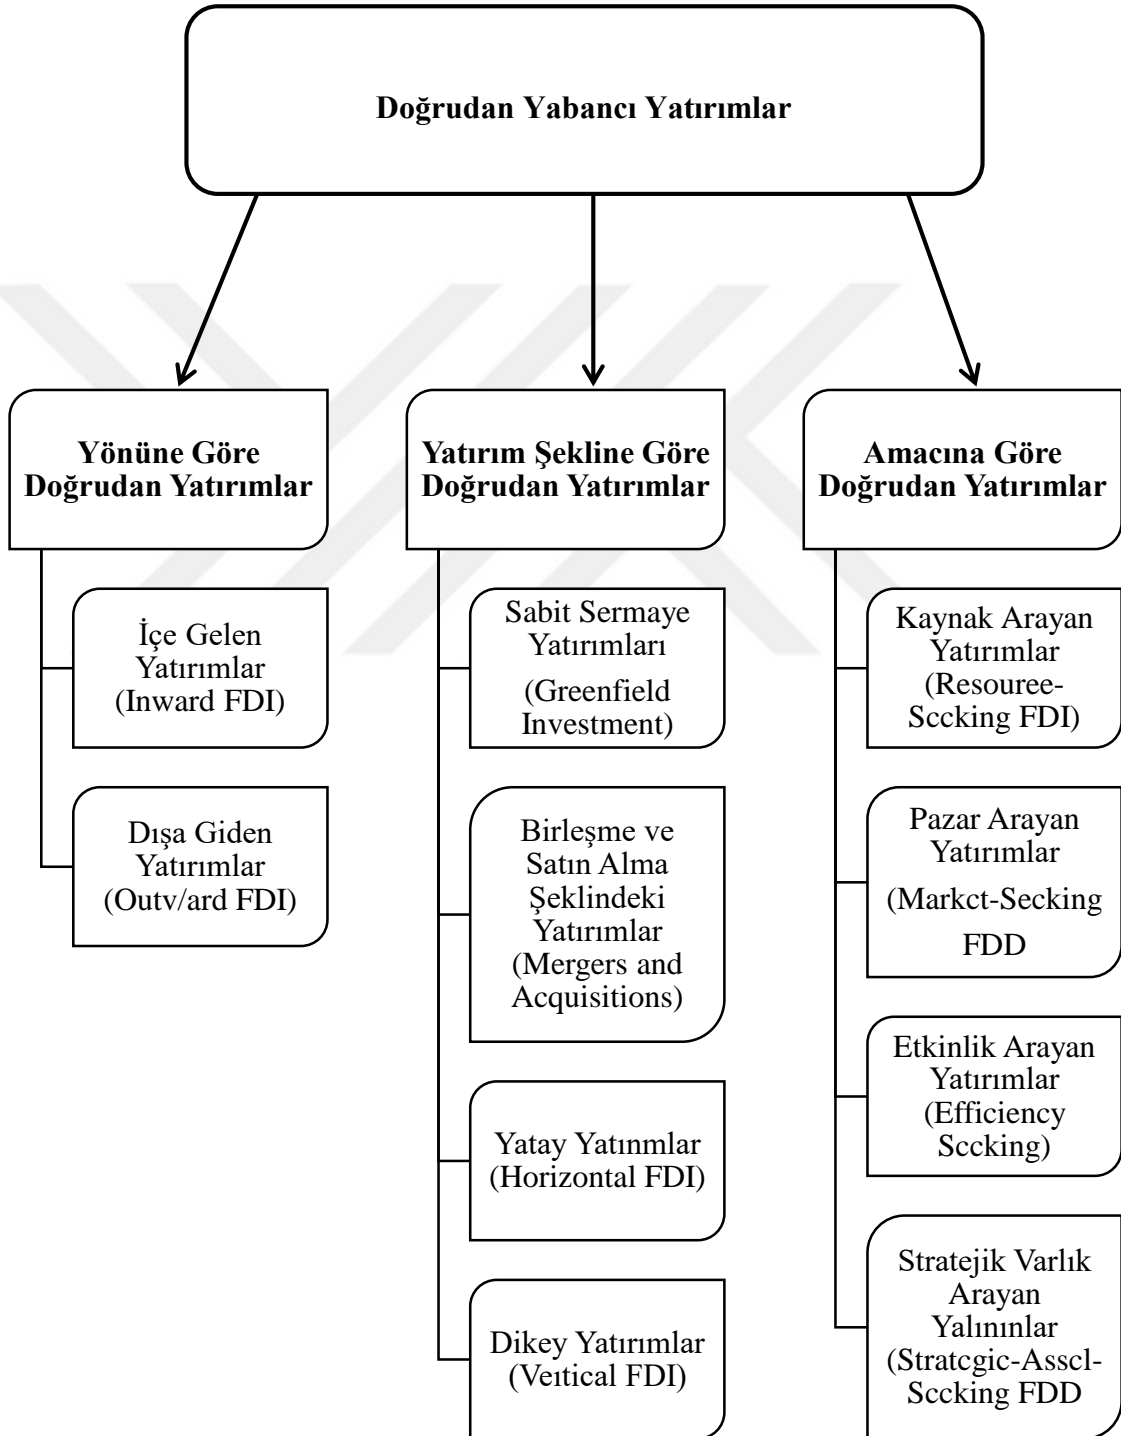 Doğrudan Yabancı Yatırımlar
Yönüne Göre
Doğrudan Yatırımlar
İçe Gelen
Yatırımlar
(Inward FDI)
Dışa Giden
Yatırımlar
(Outv/ard FDI)
Yatırım Şekline Göre
Doğrudan Yatırımlar
Sabit Sermaye
Yatırımları
(Greenfield
Investment)
Birleşme ve
Satın Alma
Şeklindeki
Yatırımlar
(Mergers and
Acquisitions)
Yatay Yatınmlar
(Horizontal FDI)
Dikey Yatırımlar
(Veıtical FDI)
Amacına Göre
Doğrudan Yatırımlar
Kaynak Arayan
Yatırımlar
(Resouree-
Sccking FDI)
Pazar Arayan
Yatırımlar
(Markct-Secking
FDD
Etkinlik Arayan
Yatırımlar
(Efficiency
Sccking)
Stratejik Varlık
Arayan
Yalınınlar
(Stratcgic-Asscl-
Sccking FDD